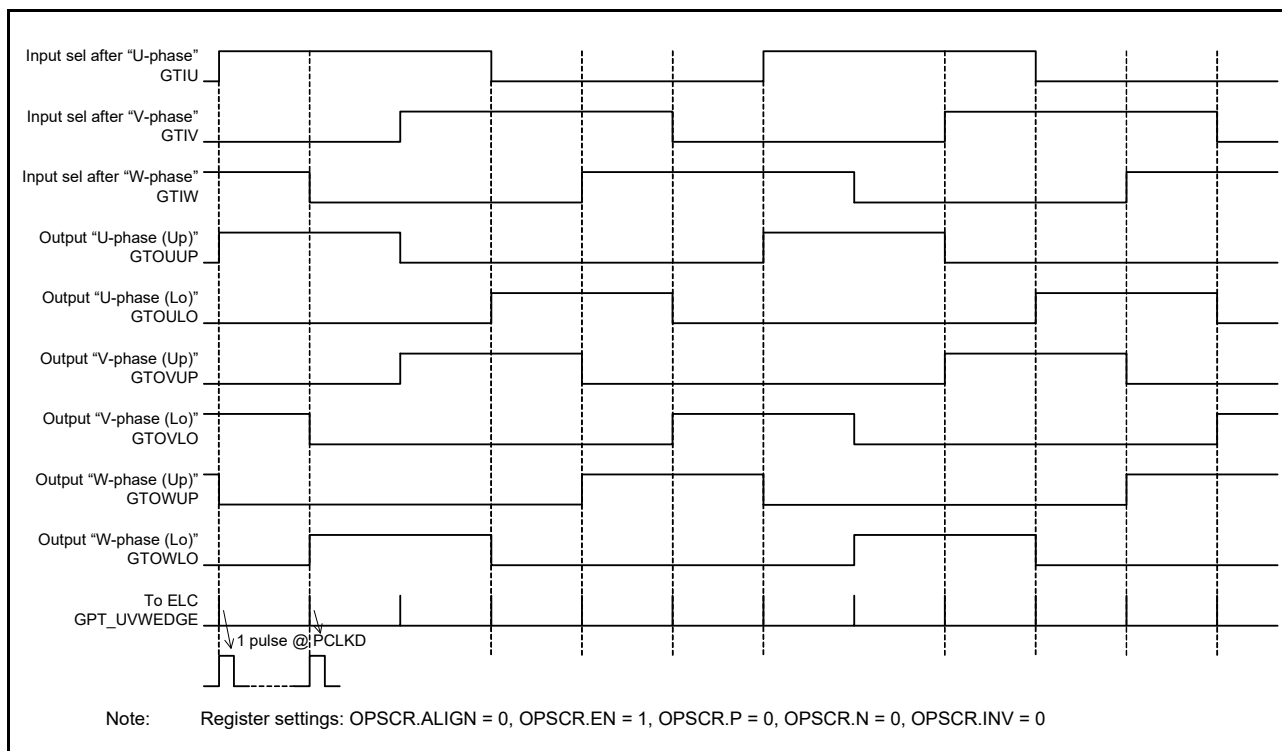 Input sel after “U-phase”
GTIU
Input sel after “V-phase”
GTIV
Input sel after “W-phase”
GTIW
Output “U-phase (Up)”
GTOUUP
Output “U-phase (Lo)”
GTOULO
Output “V-phase (Up)”
GTOVUP
Output “V-phase (Lo)”
GTOVLO
Output “W-phase (Up)”
GTOWUP
Output “W-phase (Lo)”
GTOWLO
To ELC
GPT_UVWEDGE
1 pulse @ PCLKD
Note: Register settings: OPSCR.ALIGN = 0, OPSCR.EN = 1, OPSCR.P = 0, OPSCR.N = 0, OPSCR.INV = 0